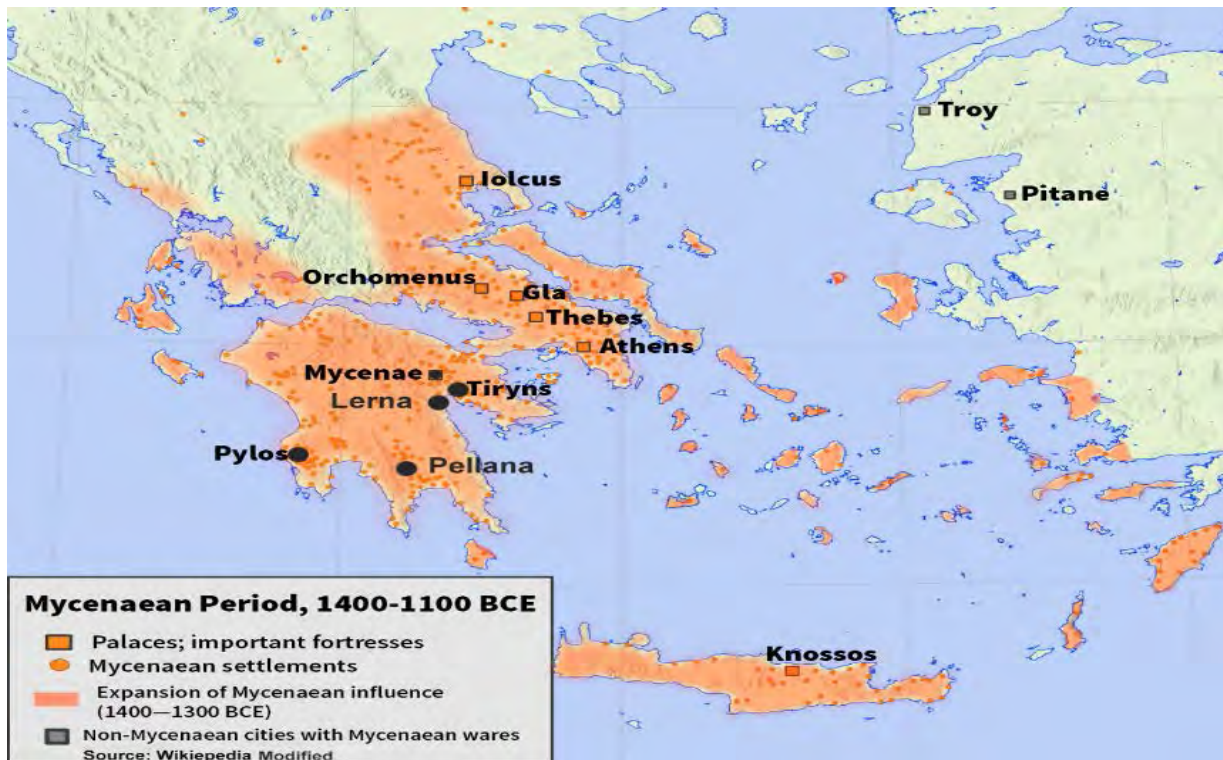 Troy
Iolcus
Pitane
Orchomenus
Gla
Thebes
Athens
Mycenae
Tiryns
Lerna
Pylos
Pellana
Knossos
Mycenaean Period, 1400-1100 BCE
Palaces; important fortresses
Mycenaean settlements
Expansion of Mycenaean influence
(1400—1300 BCE)
Non-Mycenaean cities with Mycenaean wares
Source: Wikiepedia Modified